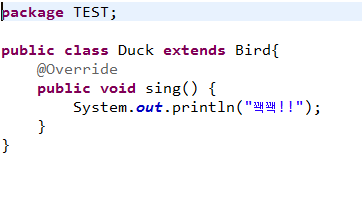 package TEST;
public class Duck extends Bird{
@Override
public void sing() {
System.out.println("꽥꽥!!");
}
}